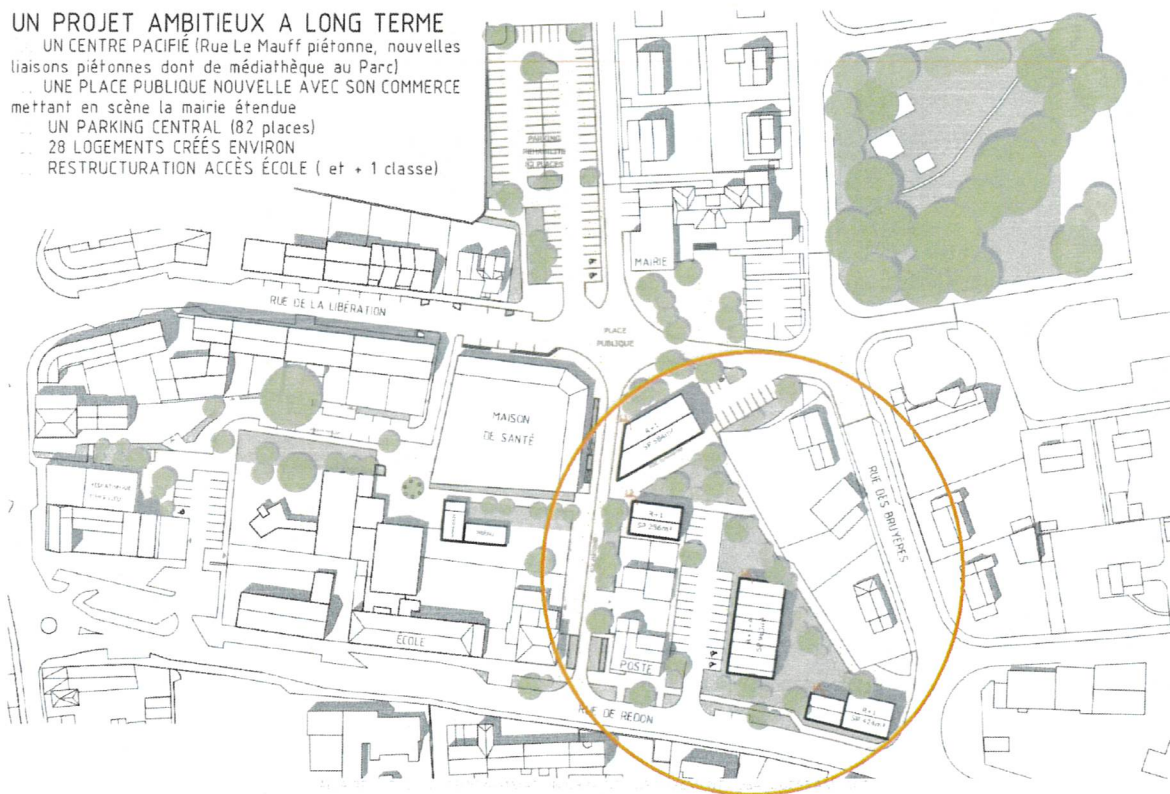 UN PROJET AMBITIEUX A LONG TERME
UN CENTRE PACIFIÉ (Rue Le Mauff piétonne, nouvelles
liaisons piétonnes dont de médiathèque au Parc)
UNE PLACE PUBLIQUE NOUVELLE AVEC SON COMMERCE
mettant en scène la mairie étendue
UN PARKING CENTRAL (82 places)
28 LOGEMENTS CRÉÉS ENVIRON
RESTRUCTURATION ACCÈS ÉCOLE ( et + 1 classe)
PARKING
PLACES
MAIRIE
RUE DE LA LIBÉRATION
PLACE
PUBLIQUE
MAISON
DE SANTÉ
R+1
R+1
RUE DES BRUYÈRES
ÉCOLE
POSTE
R+1
RUE DE REDON